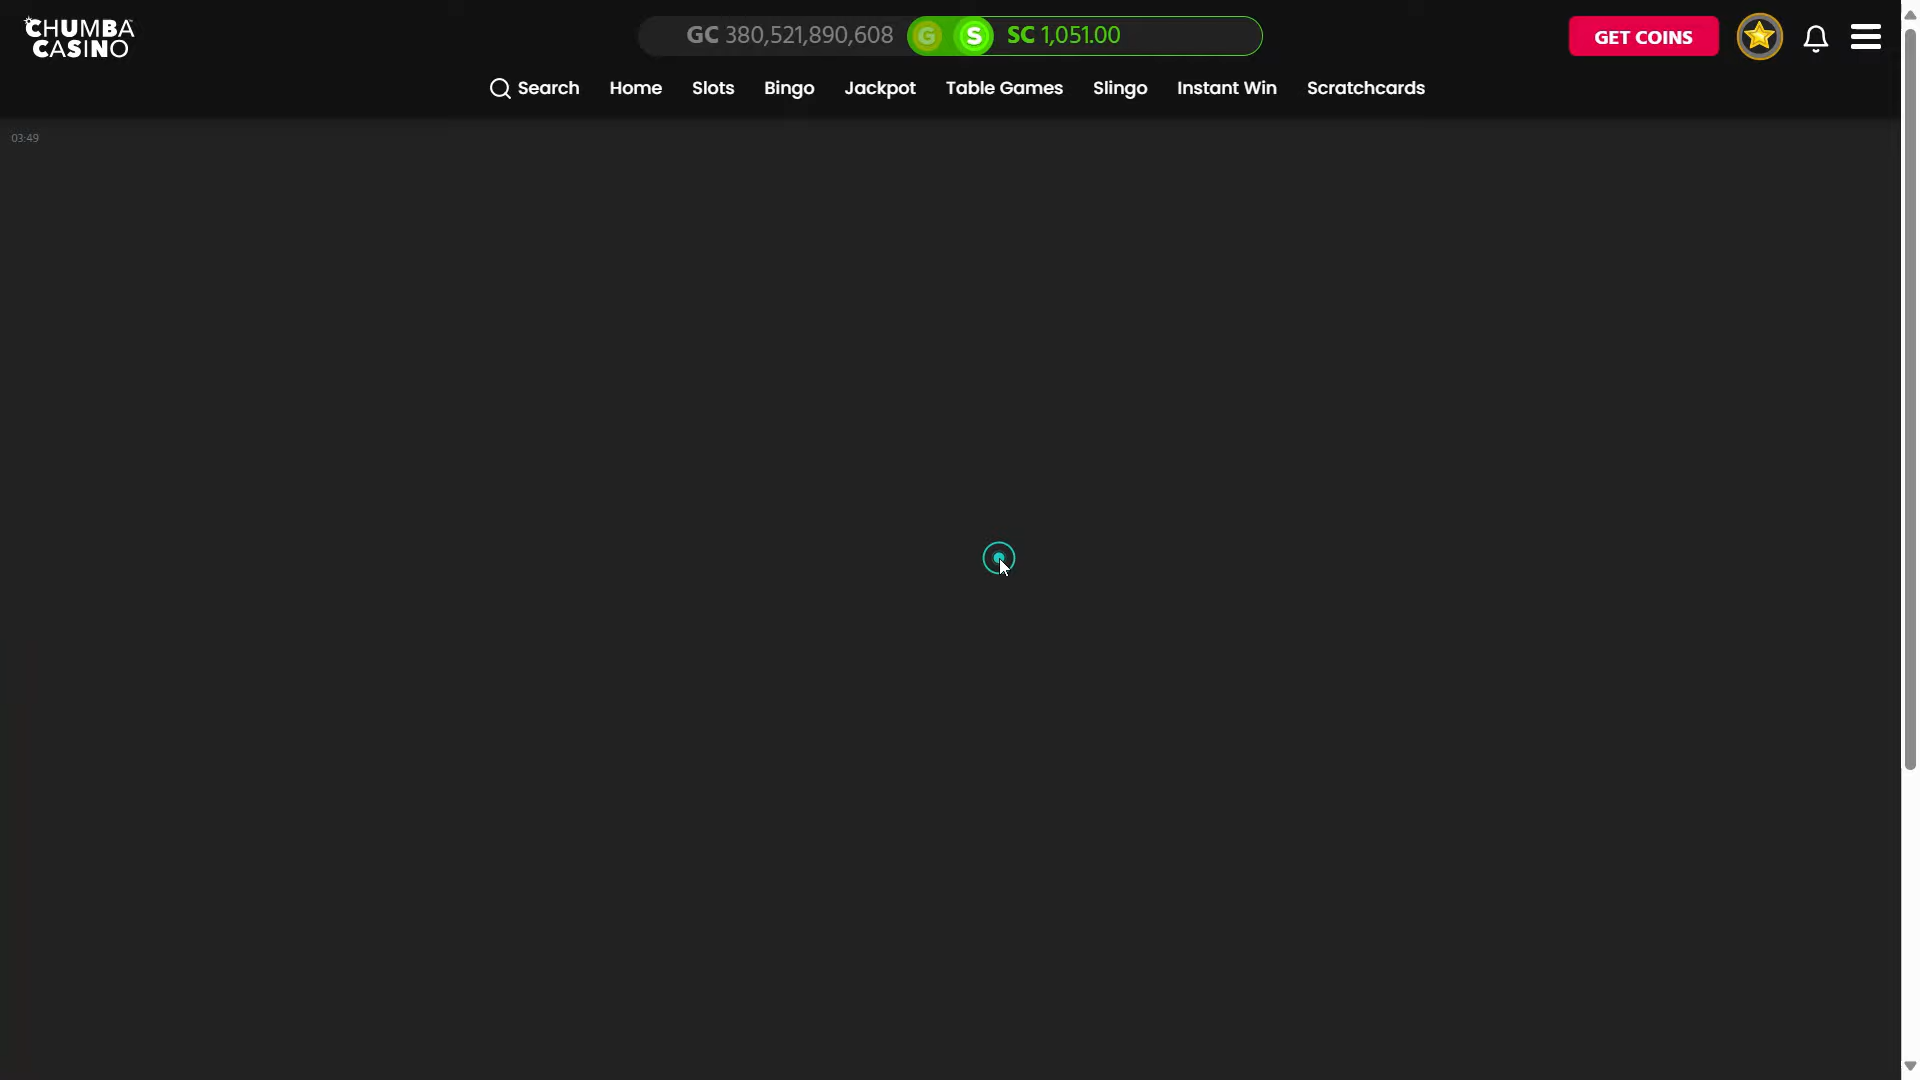 CHUMBA
CASINO
GC 380,521,890,608 G S SC 1,051.00
GET COINS
Search Home Slots Bingo Jackpot Table Games Slingo Instant Win Scratchcards
03:49